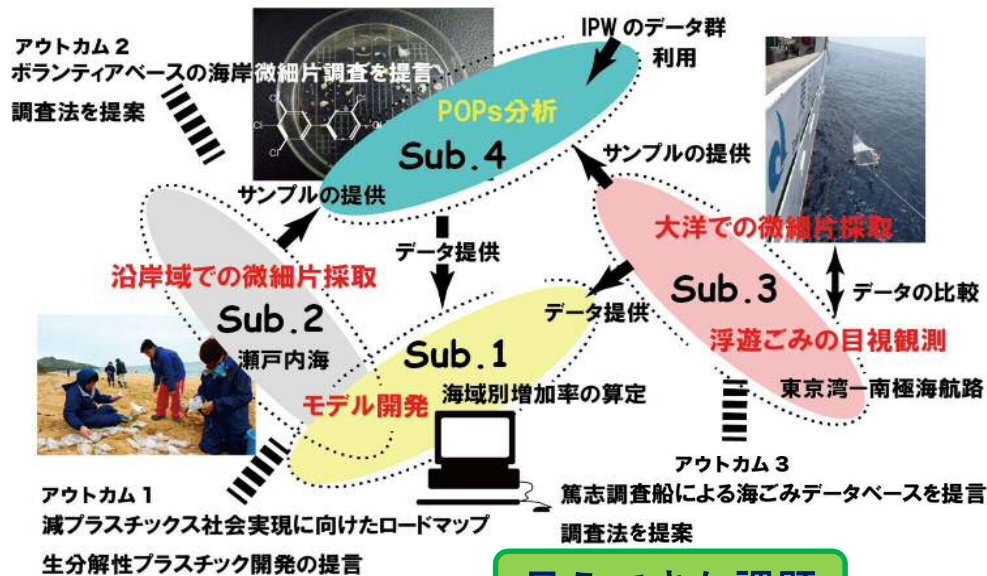 アウトカム 2
ボランティアベースの海岸微細片調査を提言
調査法を提案
IPW のデータ群
利用
POPs分析
Sub.4
サンプルの提供
サンプルの提供
Cl
Cl
データ提供
大洋での微細片採取
沿岸域での微細片採取
Sub.3
データの比較
Sub.2
データ提供
浮遊ごみの目視観測
瀬戸内海
Sub.1
モデル開発
海域別増加率の算定
東京湾－南極海航路
アウトカム 1
減プラスチックス社会実現に向けたロードマップ
生分解性プラスチック開発の提言
アウトカム 3
篤志調査船による海ごみデータベースを提言
調査法を提案